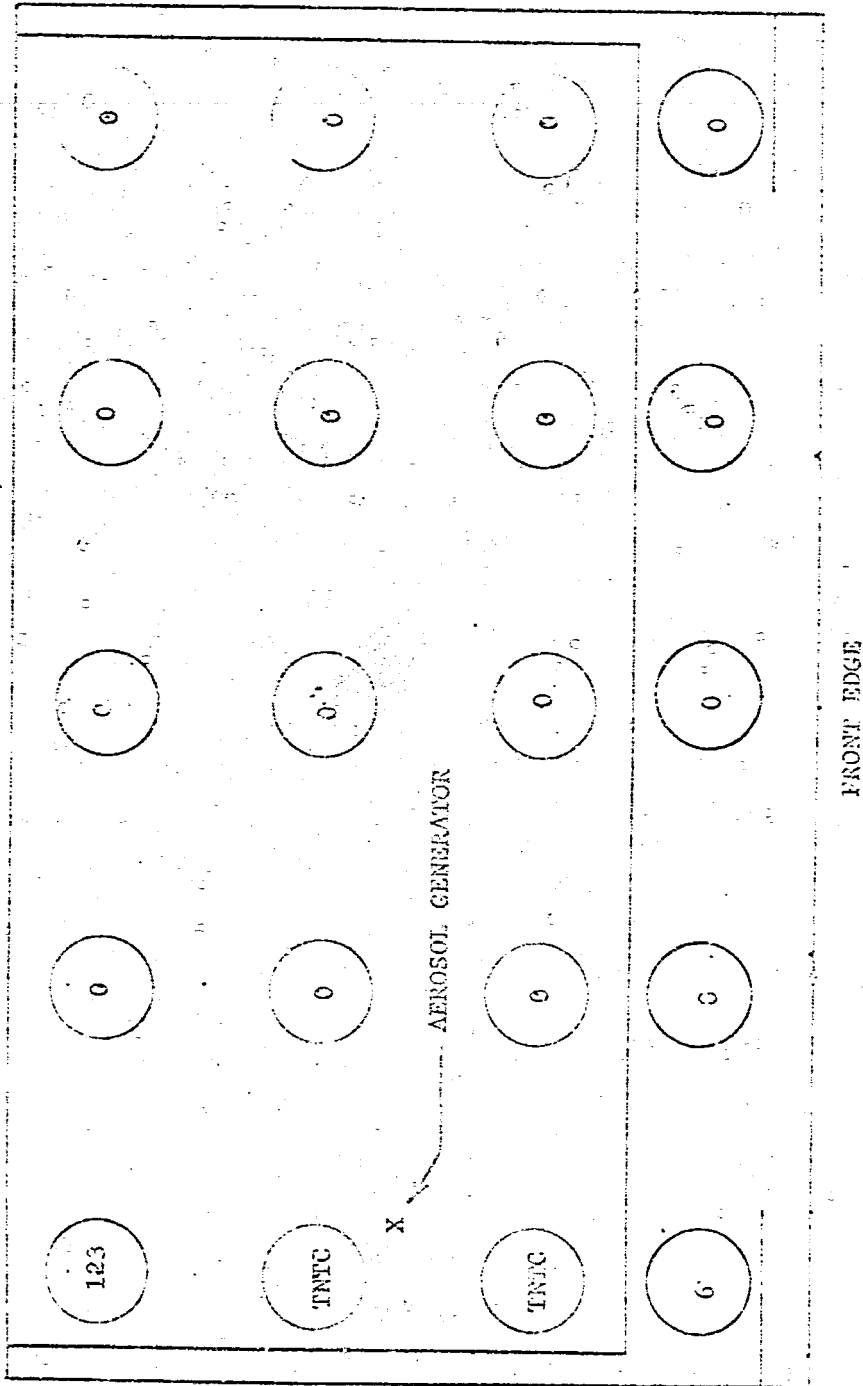 123 0 0 0 0
TNTC 0 0 0 0
X
AEROSOL GENERATOR
TNTC 0 0 0 0
6 0 0 0 0
FRONT EDGE